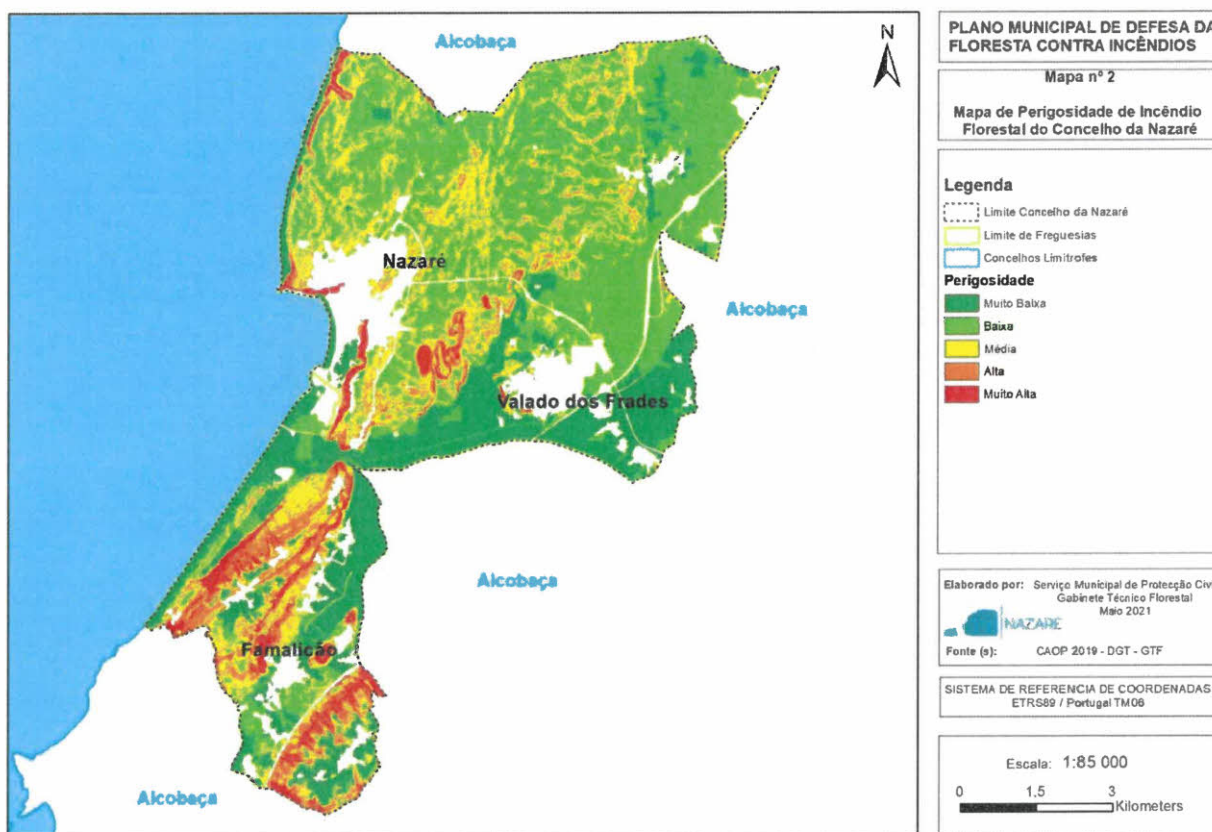 Alcobaça
N
Nazaré
Alcobaça
Valado dos Frades
Alcobaça
Famalicão
Alcobaça
PLANO MUNICIPAL DE DEFESA DA
FLORESTA CONTRA INCÊNDIOS
Mapa nº 2
Mapa de Perigosidade de Incêndio
Florestal do Concelho da Nazaré
Legenda
Limite Concelho da Nazaré
Limite de Freguesias
Concelhos Limítrofes
Perigosidade
Muito Baixa
Baixa
Média
Alta
Muito Alta
Elaborado por: Serviço Municipal de Protecção Civ
Gabinete Técnico Florestal
Maio 2021
NAZARÉ
Fonte (s): CAOP 2019 - DGT - GTF
SISTEMA DE REFERENCIA DE COORDENADAS
ETRS89 / Portugal TM06
Escala: 1:85 000
0 1,5 3
Kilometers